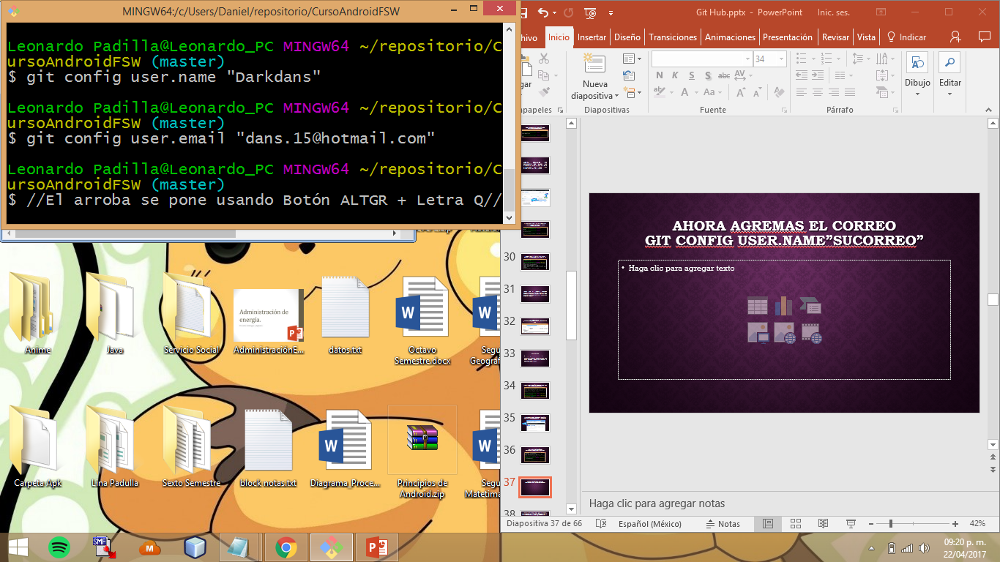 MINGW64:/c/Users/Daniel/repositorio/CursoAndroidFSW
Leonardo Padilla@Leonardo_PC MINGW64 ~/repositorio/C
ursoAndroidFSW (master)
$ git config user.name "Darkdans"
Leonardo Padilla@Leonardo_PC MINGW64 ~/repositorio/C
ursoAndroidFSW (master)
$ git config user.email "dans.15@hotmail.com"
Leonardo Padilla@Leonardo_PC MINGW64 ~/repositorio/C
ursoAndroidFSW (master)
$ //El arroba se pone usando Botón ALTGR + Letra Q//
Git Hub.pptx - PowerPoint
Inic. ses.
hivo Inicio Insertar Diseño Transiciones Animaciones Presentación Revisar Vista Indicar
34
N K S S abc AV
Aa
gar
Nueva
diapositiva
Dibujo
Editar
papeles
Diapositivas
Fuente
Párrafo
30
31
32
33
34
35
36
37
38
AHORA AGREMAS EL CORREO
GIT CONFIG USER.NAME”SUCORREO”
• Haga clic para agregar texto
Haga clic para agregar notas
Diapositiva 37 de 66
Español (México)
Notas
42%
Anime
Java
Servicio Social
Administración de
energía.
AdministraciónE...
datos.txt
Octavo
Semestre.docx
Segu
Geograf
Carpeta Apk
Lina Padulla
Sexto Semestre
block notas.txt
Diagrama_Proce...
Principios de
Android.zip
Segu
Matetima
SMF
09:20 p. m.
22/04/2017